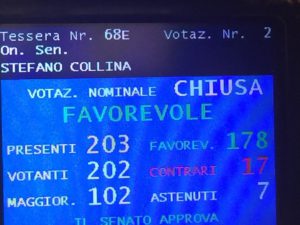 Tessera Nr. 68E Votaz. Nr. 2
On. Sen.
STEFANO COLLINA
VOTAZ. NOMINALE CHIUSA
FAVOREVOLE
PRESENTI 203 FAVOREV. 178
VOTANTI 202 CONTRARI 17
MAGGIOR. 102 ASTENUTI 7
IL SENATO APPROVA